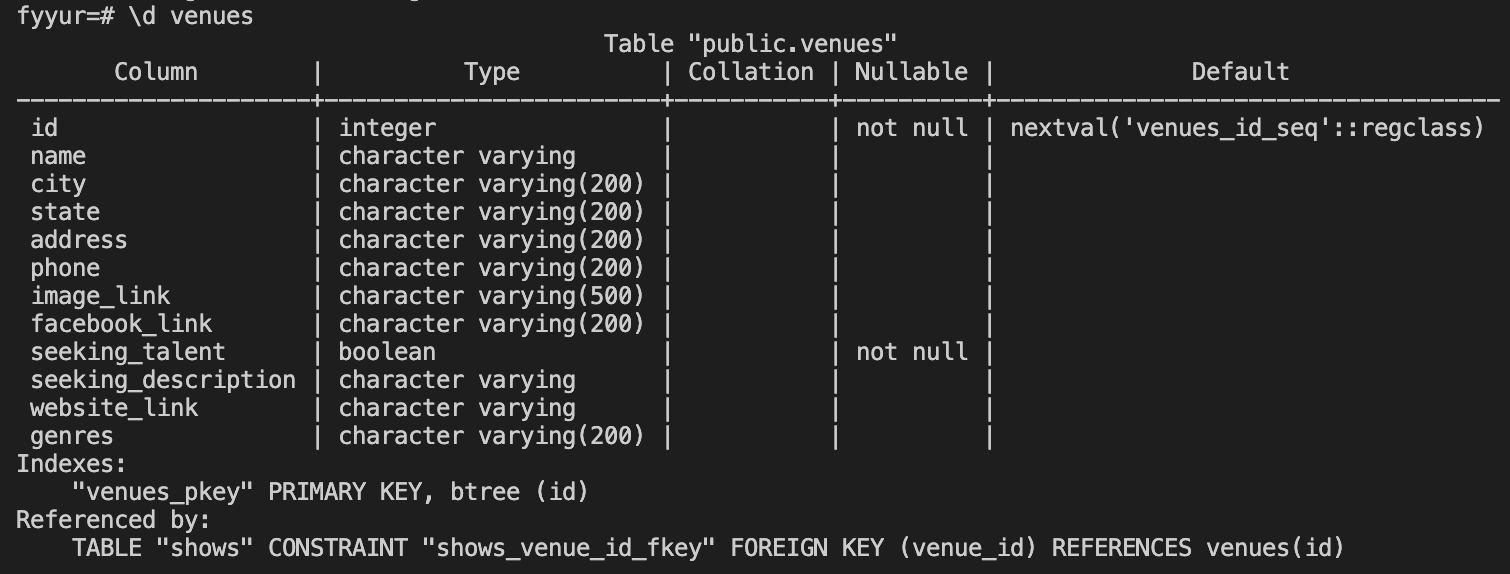 fyyur=# \d venues
                                          Table "public.venues"
       Column        |          Type          | Collation | Nullable |              Default
---------------------+------------------------+-----------+----------+------------------------------------
 id                  | integer                |           | not null | nextval('venues_id_seq'::regclass)
 name                | character varying      |           |          |
 city                | character varying(200) |           |          |
 state               | character varying(200) |           |          |
 address             | character varying(200) |           |          |
 phone               | character varying(200) |           |          |
 image_link          | character varying(500) |           |          |
 facebook_link       | character varying(200) |           |          |
 seeking_talent      | boolean                |           | not null |
 seeking_description | character varying      |           |          |
 website_link        | character varying      |           |          |
 genres              | character varying(200) |           |          |
Indexes:
    "venues_pkey" PRIMARY KEY, btree (id)
Referenced by:
    TABLE "shows" CONSTRAINT "shows_venue_id_fkey" FOREIGN KEY (venue_id) REFERENCES venues(id)